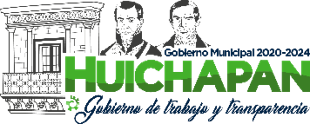 Gobierno Municipal 2020-2024
HUICHAPAN
Gobierno de trabajo y transparencia